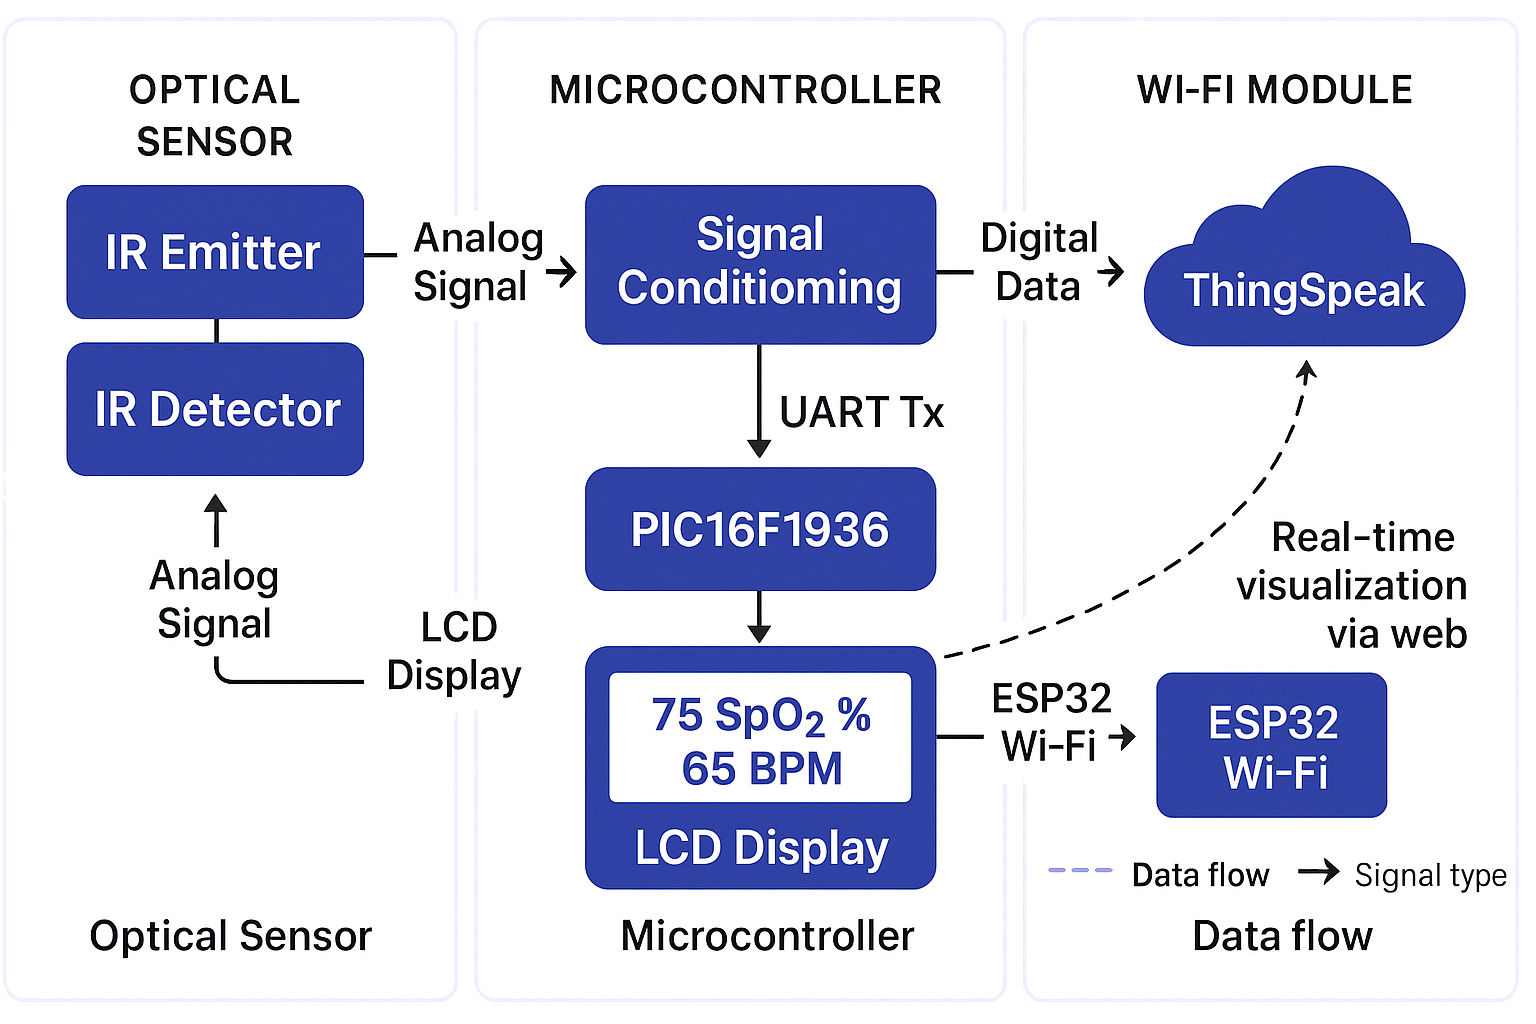 OPTICAL
SENSOR
IR Emitter
IR Detector
Analog
Signal
Analog
Signal
LCD
Display
Optical Sensor
MICROCONTROLLER
Signal
Conditioming
UART Tx
PIC16F1936
75 SpO₂ %
65 BPM
LCD Display
Microcontroller
Digital
Data
ESP32
Wi-Fi
WI-FI MODULE
ThingSpeak
Real-time
visualization
via web
ESP32
Wi-Fi
Data flow
Signal type
Data flow